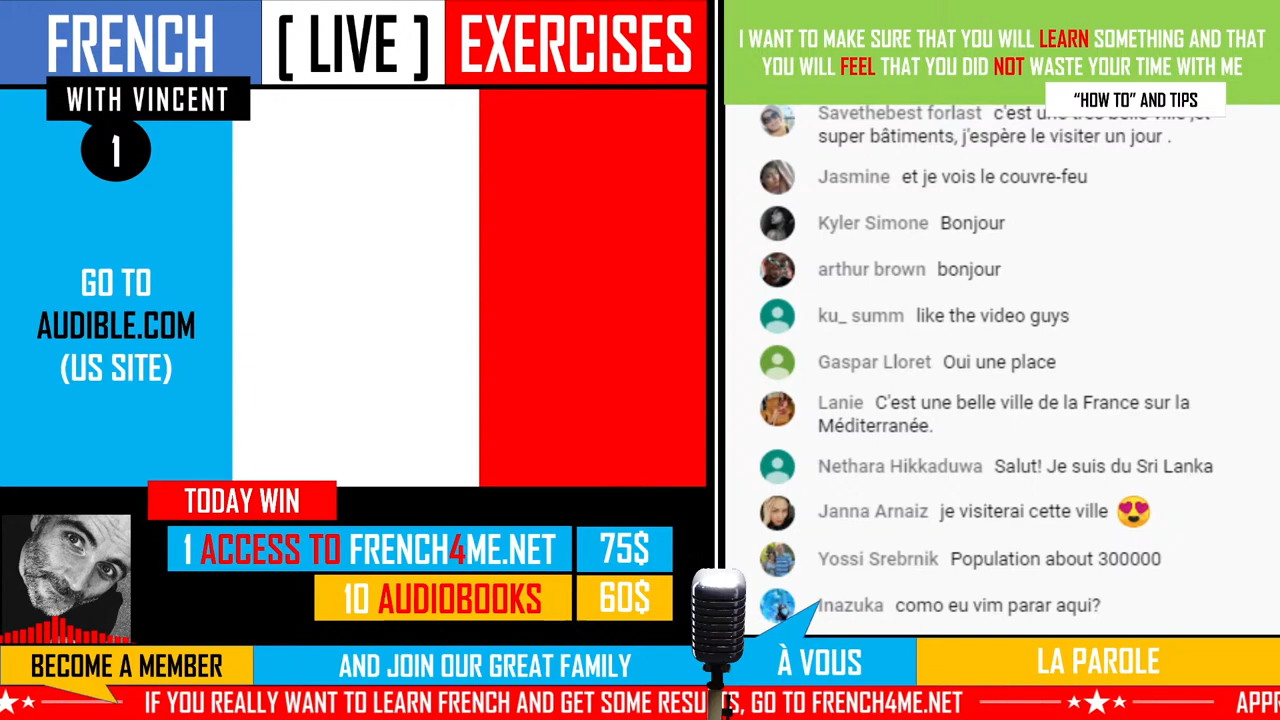 FRENCH
[ LIVE ]
EXERCISES
WITH VINCENT
1
GO TO
AUDIBLE.COM
(US SITE)
TODAY WIN
1 ACCESS TO FRENCH4ME.NET
75$
10 AUDIOBOOKS
60$
BECOME A MEMBER
AND JOIN OUR GREAT FAMILY
I WANT TO MAKE SURE THAT YOU WILL LEARN SOMETHING AND THAT
YOU WILL FEEL THAT YOU DID NOT WASTE YOUR TIME WITH ME
“HOW TO” AND TIPS
Savethebest forlast c'est une très belle ville
super bâtiments, j'espère le visiter un jour .
Jasmine et je vois le couvre-feu
Kyler Simone Bonjour
arthur brown bonjour
ku_ summ like the video guys
Gaspar Lloret Oui une place
Lanie C'est une belle ville de la France sur la
Méditerranée.
Nethara Hikkaduwa Salut! Je suis du Sri Lanka
Janna Arnaiz je visiterai cette ville 😍
Yossi Srebrnik Population about 300000
Inazuka como eu vim parar aqui?
À VOUS
LA PAROLE
IF YOU REALLY WANT TO LEARN FRENCH AND GET SOME RESULTS, GO TO FRENCH4ME.NET
APPR